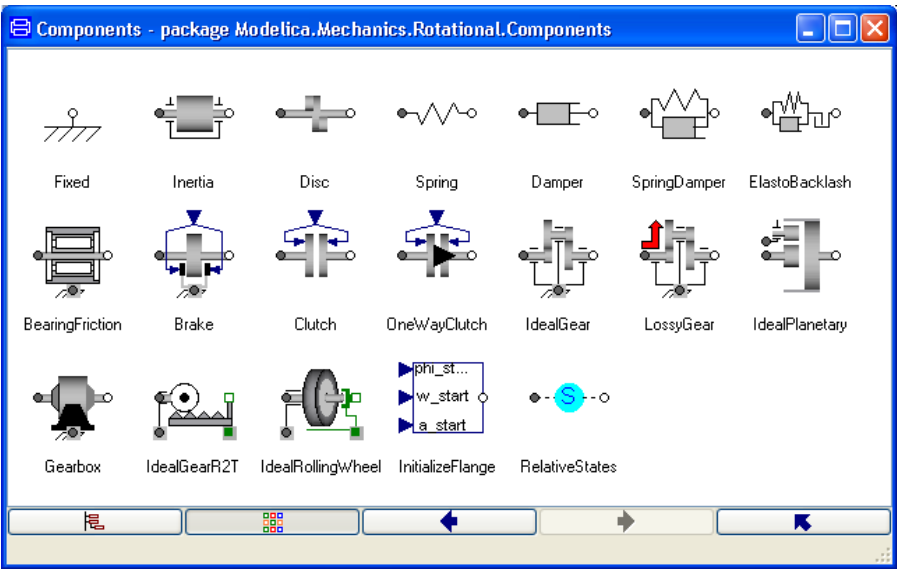 Components - package Modelica.Mechanics.Rotational.Components
Fixed
Inertia
Disc
Spring
Damper
SpringDamper
ElastoBacklash
BearingFriction
Brake
Clutch
OneWayClutch
IdealGear
LossyGear
IdealPlanetary
phi_st...
w_start
a_start
S
Gearbox
IdealGearR2T
IdealRollingWheel
InitializeFlange
RelativeStates